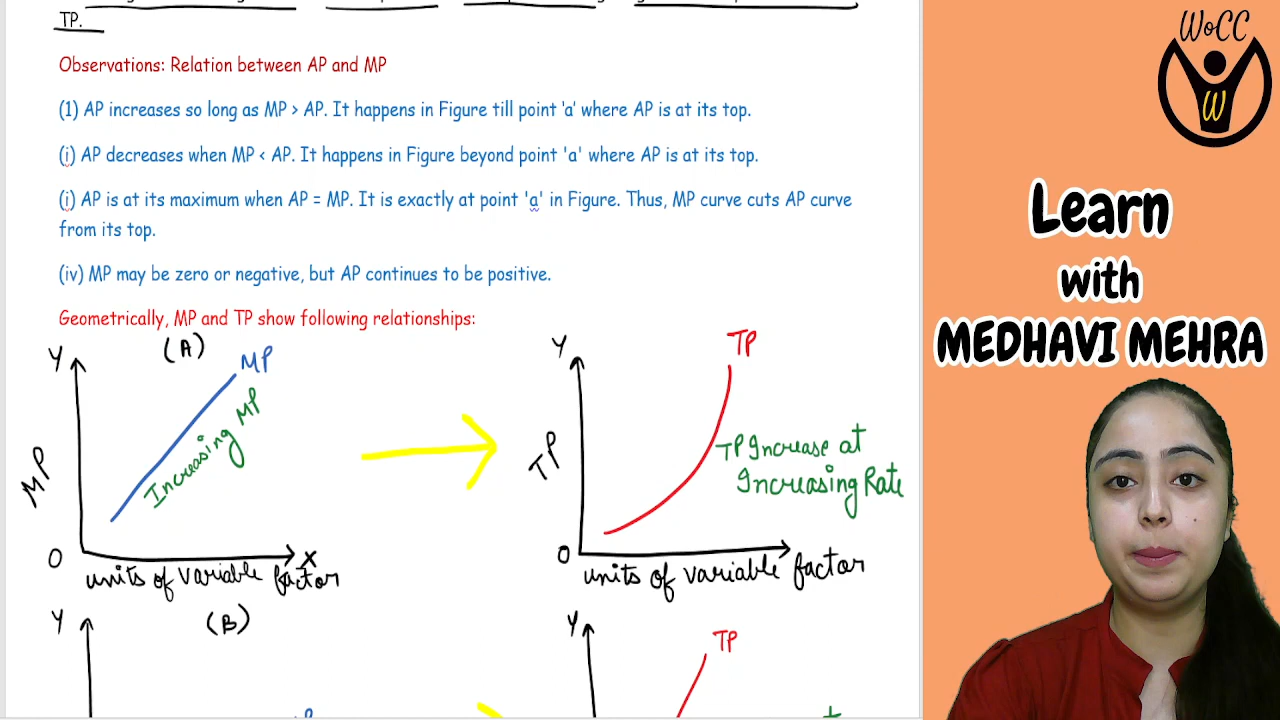 TP.
Observations: Relation between AP and MP
(1) AP increases so long as MP > AP. It happens in Figure till point 'a' where AP is at its top.
(i) AP decreases when MP < AP. It happens in Figure beyond point 'a' where AP is at its top.
(i) AP is at its maximum when AP = MP. It is exactly at point 'a' in Figure. Thus, MP curve cuts AP curve
from its top.
(iv) MP may be zero or negative, but AP continues to be positive.
Geometrically, MP and TP show following relationships:
(A)
Y
MP
Increasing MP
MP
O
X
units of variable factor
Y
TP
TP
TP Increase at
Increasing Rate
O
units of variable factor
(B)
Y
Y
TP
WoCC
W
Learn
with
MEDHAVI MEHRA